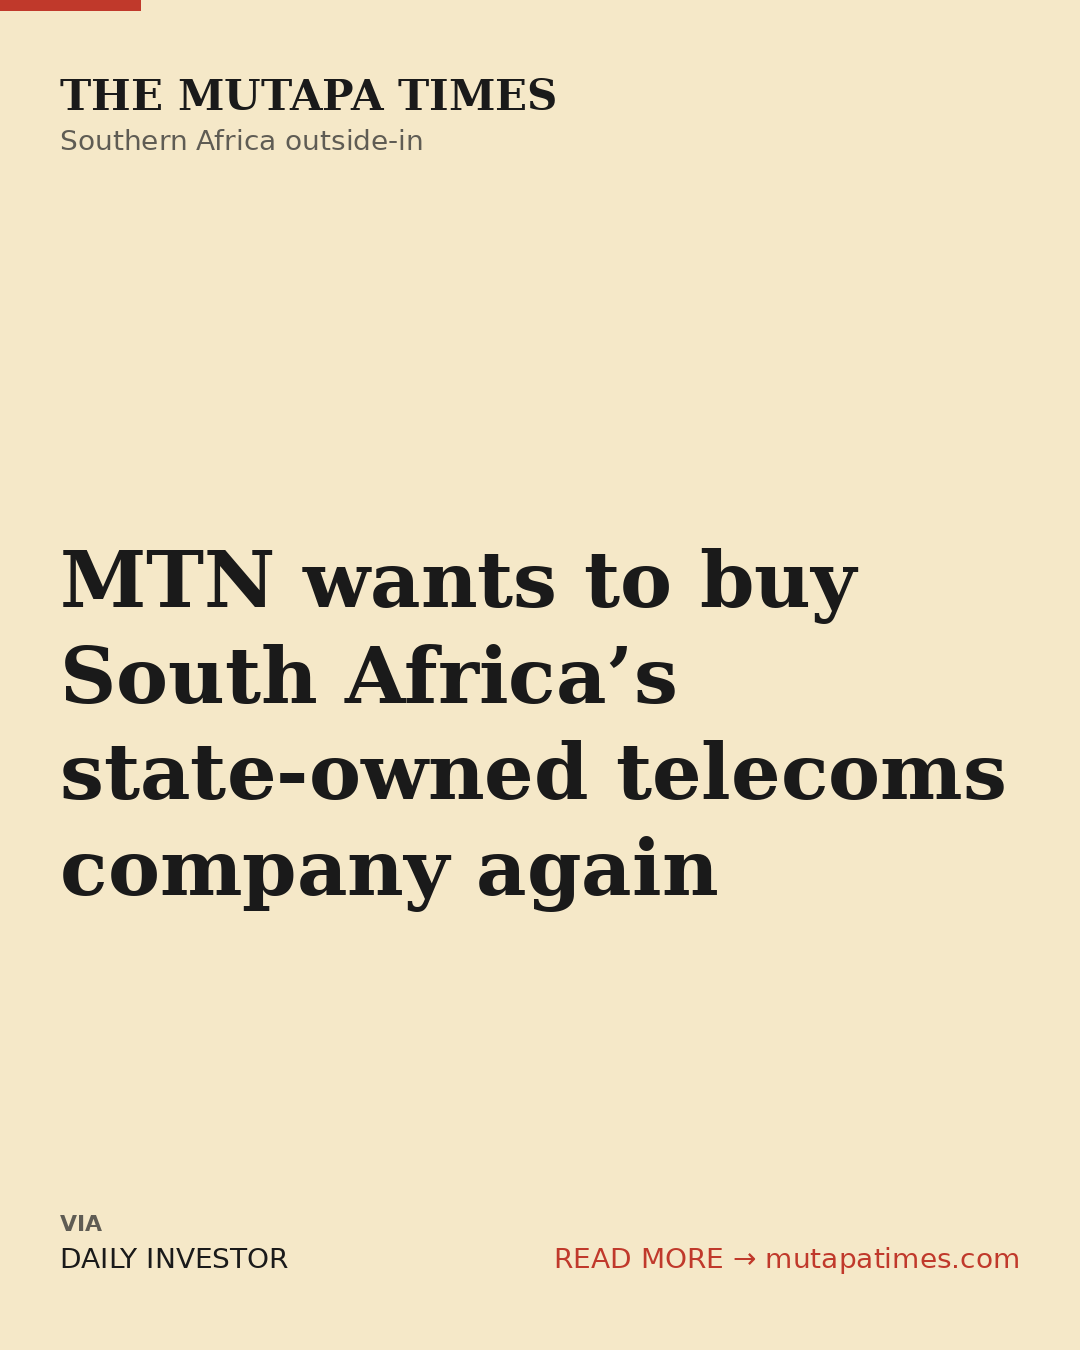 THE MUTAPA TIMES
Southern Africa outside-in
MTN wants to buy
South Africa’s
state-owned telecoms
company again
VIA
DAILY INVESTOR
READ MORE → mutapatimes.com